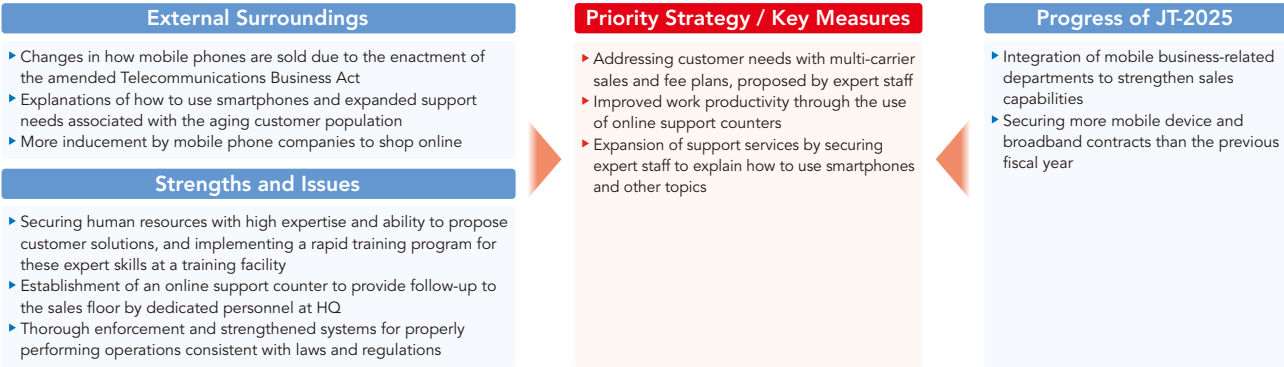 External Surroundings
Changes in how mobile phones are sold due to the enactment of
the amended Telecommunications Business Act
Explanations of how to use smartphones and expanded support
needs associated with the aging customer population
More inducement by mobile phone companies to shop online
Strengths and Issues
Securing human resources with high expertise and ability to propose
customer solutions, and implementing a rapid training program for
these expert skills at a training facility
Establishment of an online support counter to provide follow-up to
the sales floor by dedicated personnel at HQ
Thorough enforcement and strengthened systems for properly
performing operations consistent with laws and regulations
Priority Strategy / Key Measures
Addressing customer needs with multi-carrier
sales and fee plans, proposed by expert staff
Improved work productivity through the use
of online support counters
Expansion of support services by securing
expert staff to explain how to use smartphones
and other topics
Progress of JT-2025
Integration of mobile business-related
departments to strengthen sales
capabilities
Securing more mobile device and
broadband contracts than the previous
fiscal year